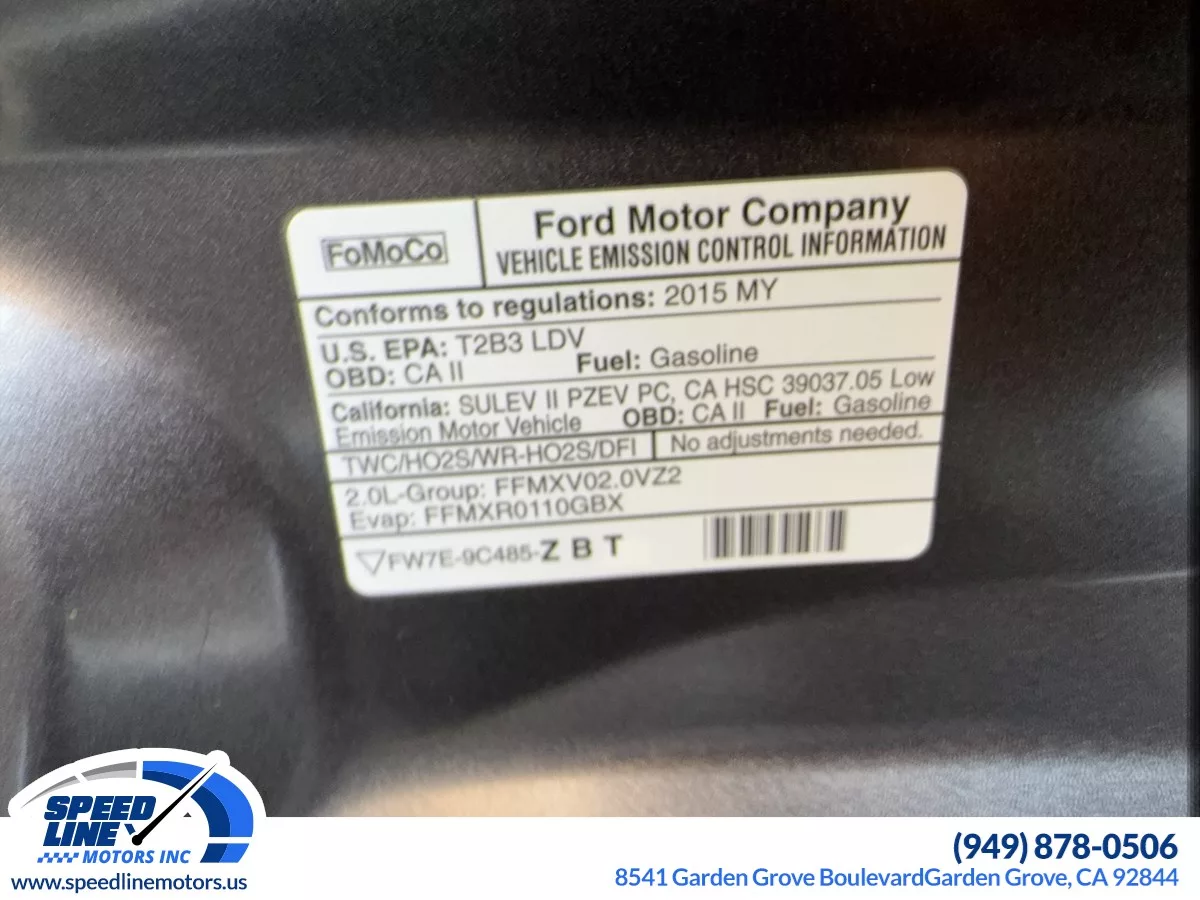 FoMoCo
Ford Motor Company
VEHICLE EMISSION CONTROL INFORMATION
Conforms to regulations: 2015 MY
U.S. EPA: T2B3 LDV
OBD: CA II Fuel: Gasoline
California: SULEV II PZEV PC, CA HSC 39037.05 Low
Emission Motor Vehicle OBD: CA II Fuel: Gasoline
TWC/HO2S/WR-HO2S/DFI No adjustments needed.
2.0L-Group: FFMXV02.0VZ2
Evap: FFMXR0110GBX
FW7E-9C485-Z B T
SPEED
LINE
MOTORS INC
www.speedlinemotors.us
(949) 878-0506
8541 Garden Grove BoulevardGarden Grove, CA 92844